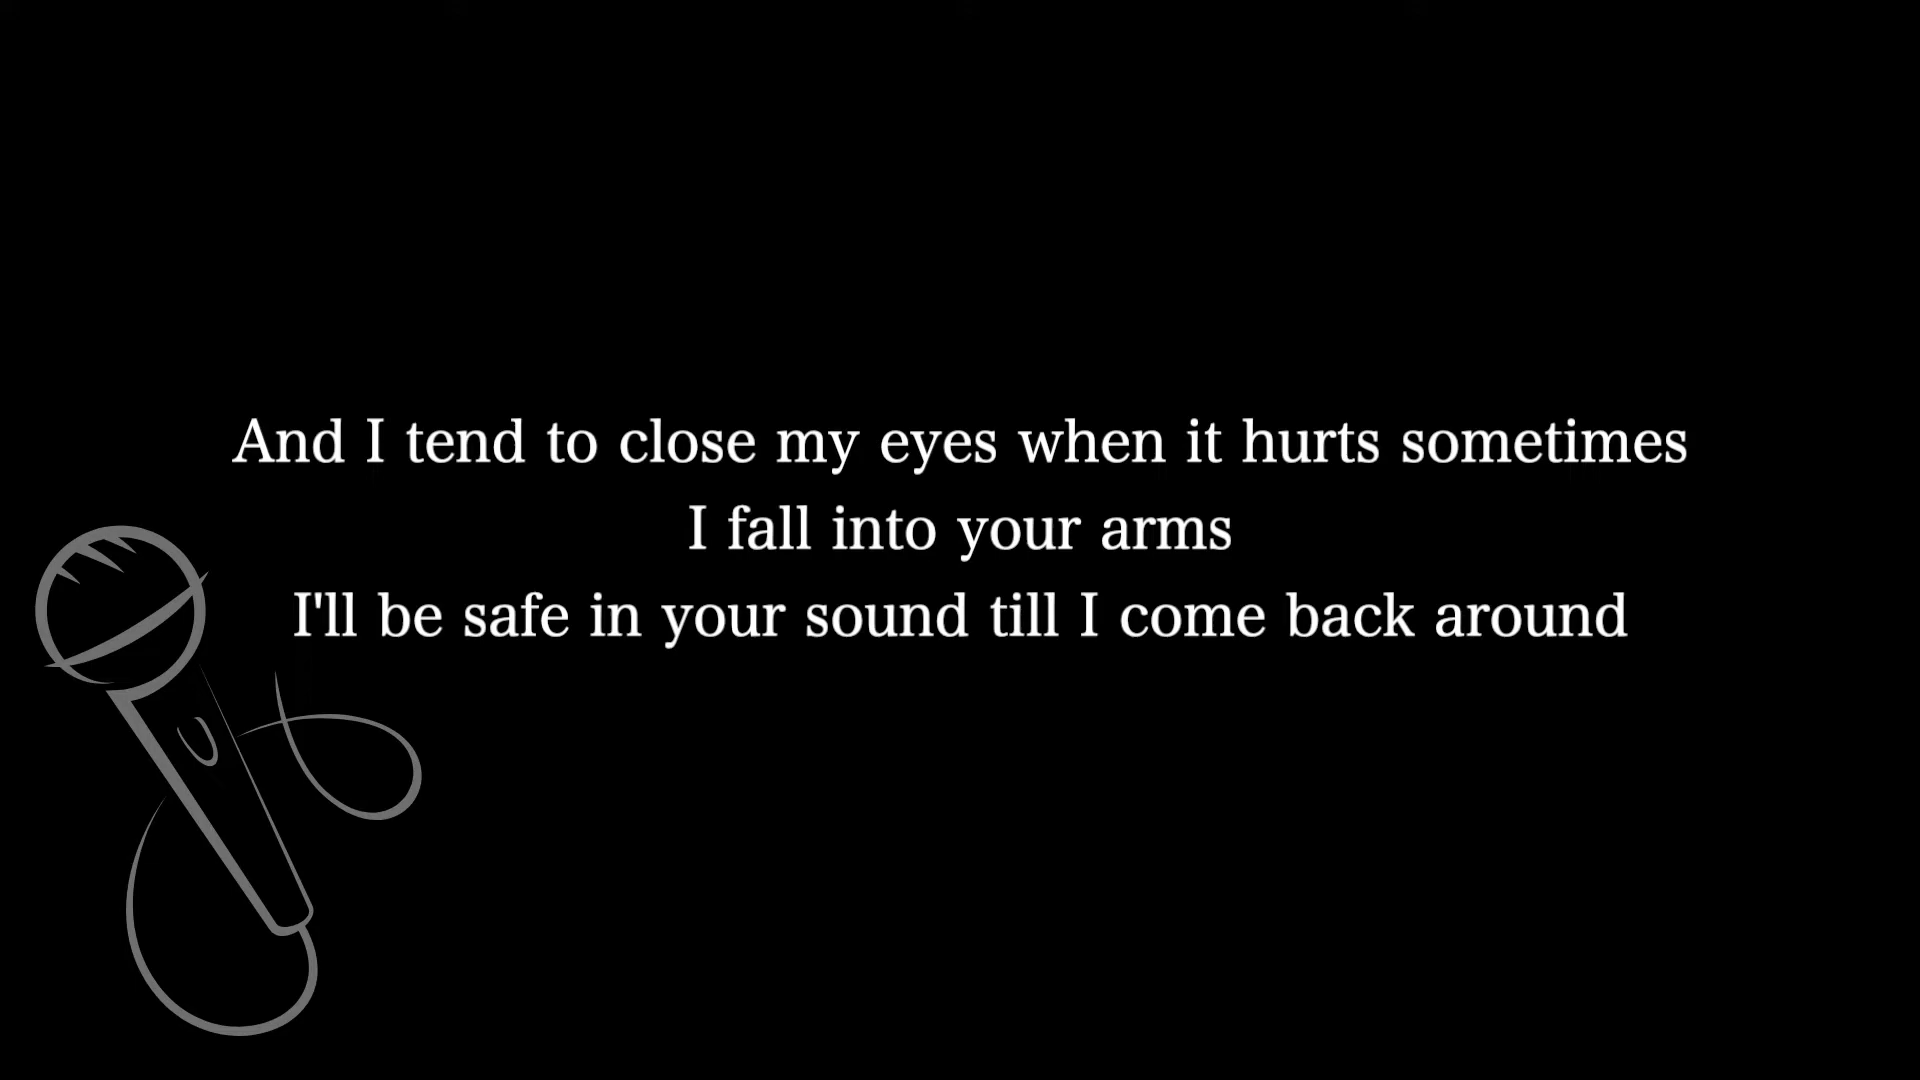 And I tend to close my eyes when it hurts sometimes
I fall into your arms
I'll be safe in your sound till I come back around